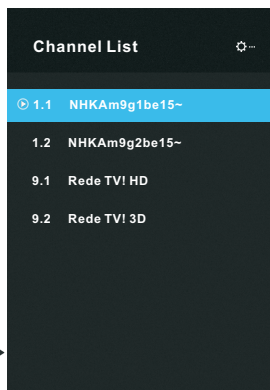 Channel List
1.1 NHKAm9g1be15~
1.2 NHKAm9g2be15~
9.1 Rede TV! HD
9.2 Rede TV! 3D